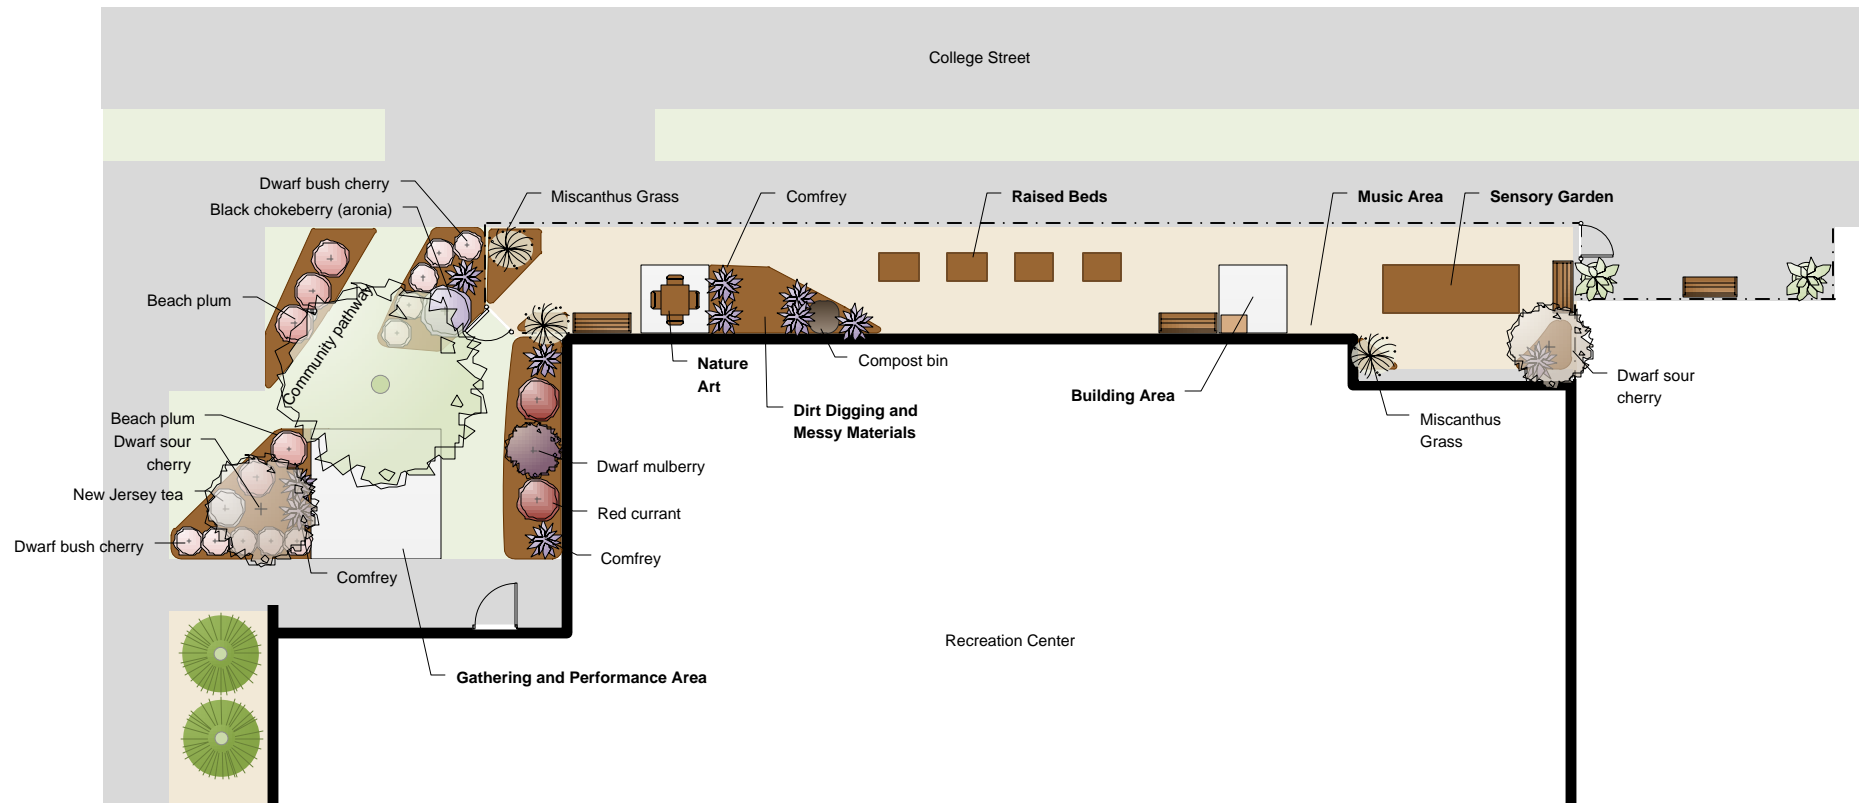 College Street
Dwarf bush cherry
Black chokeberry (aronia)
Miscanthus Grass
Comfrey
Raised Beds
Music Area
Sensory Garden
Beach plum
Community pathway
Compost bin
Nature
Art
Building Area
Dwarf sour
cherry
Dirt Digging and
Messy Materials
Miscanthus
Grass
Beach plum
Dwarf sour
cherry
New Jersey tea
Dwarf mulberry
Red currant
Dwarf bush cherry
Comfrey
Comfrey
Recreation Center
Gathering and Performance Area